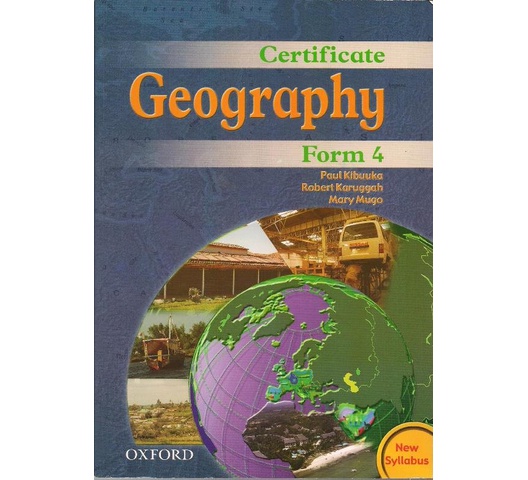 Certificate
Geography
Form 4
Paul Kibuuka
Robert Karuggah
Mary Mugo
OXFORD
New
Syllabus